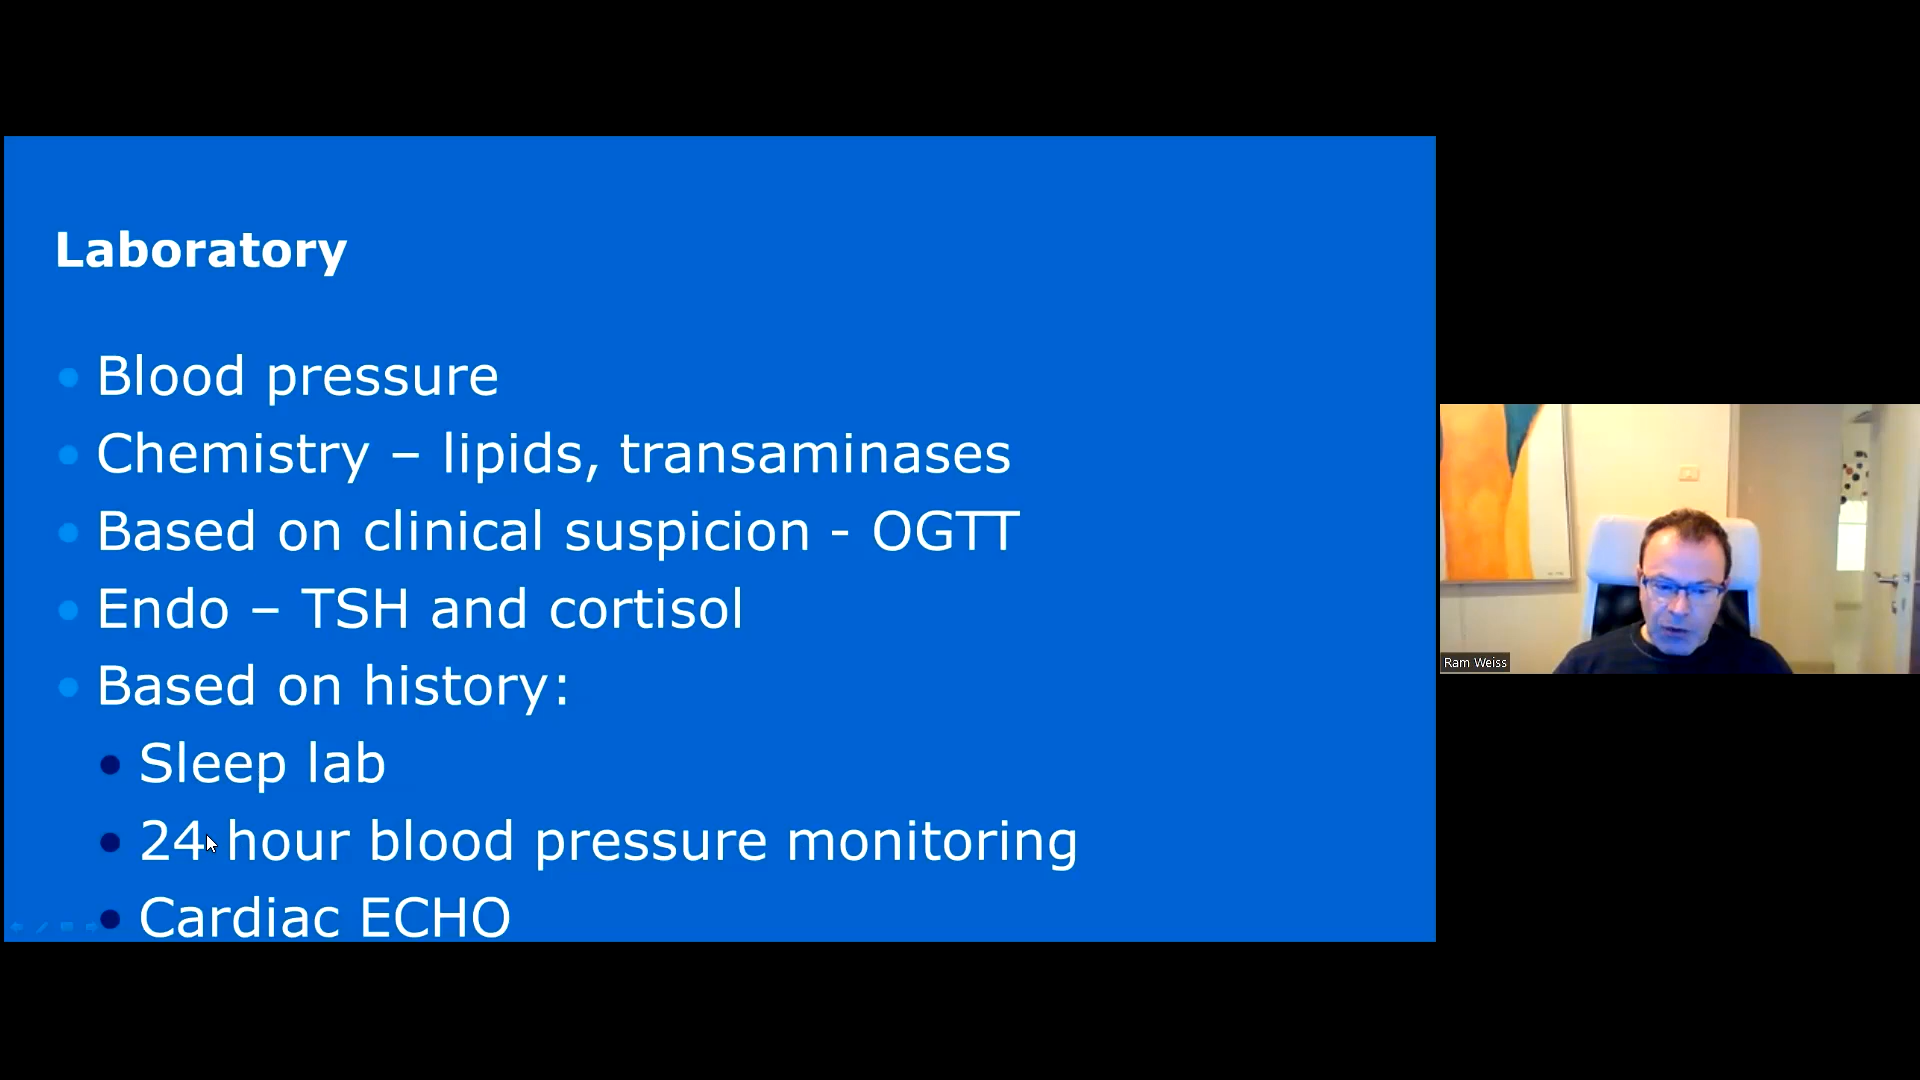 Laboratory
Blood pressure
Chemistry – lipids, transaminases
Based on clinical suspicion - OGTT
Endo – TSH and cortisol
Based on history:
Sleep lab
24 hour blood pressure monitoring
Cardiac ECHO
Ram Weiss